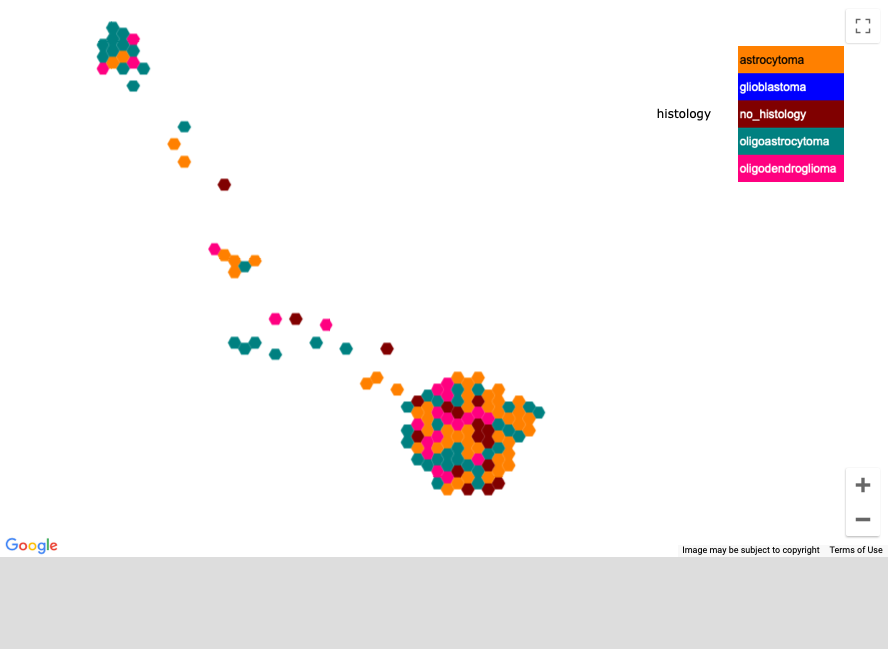 astrocytoma
glioblastoma
histology
no_histology
oligoastrocytoma
oligodendroglioma
Google
Image may be subject to copyright
Terms of Use